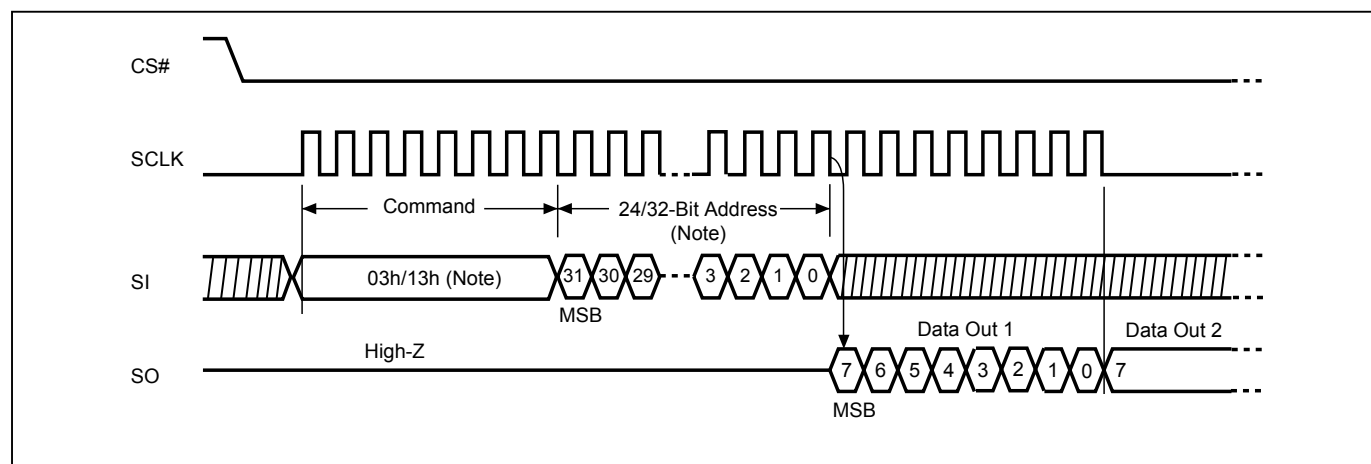 CS#
SCLK
Command
24/32-Bit Address
(Note)
SI
03h/13h (Note)
31 30 29 3 2 1 0
MSB
Data Out 1
Data Out 2
High-Z
SO
7 6 5 4 3 2 1 0 7
MSB